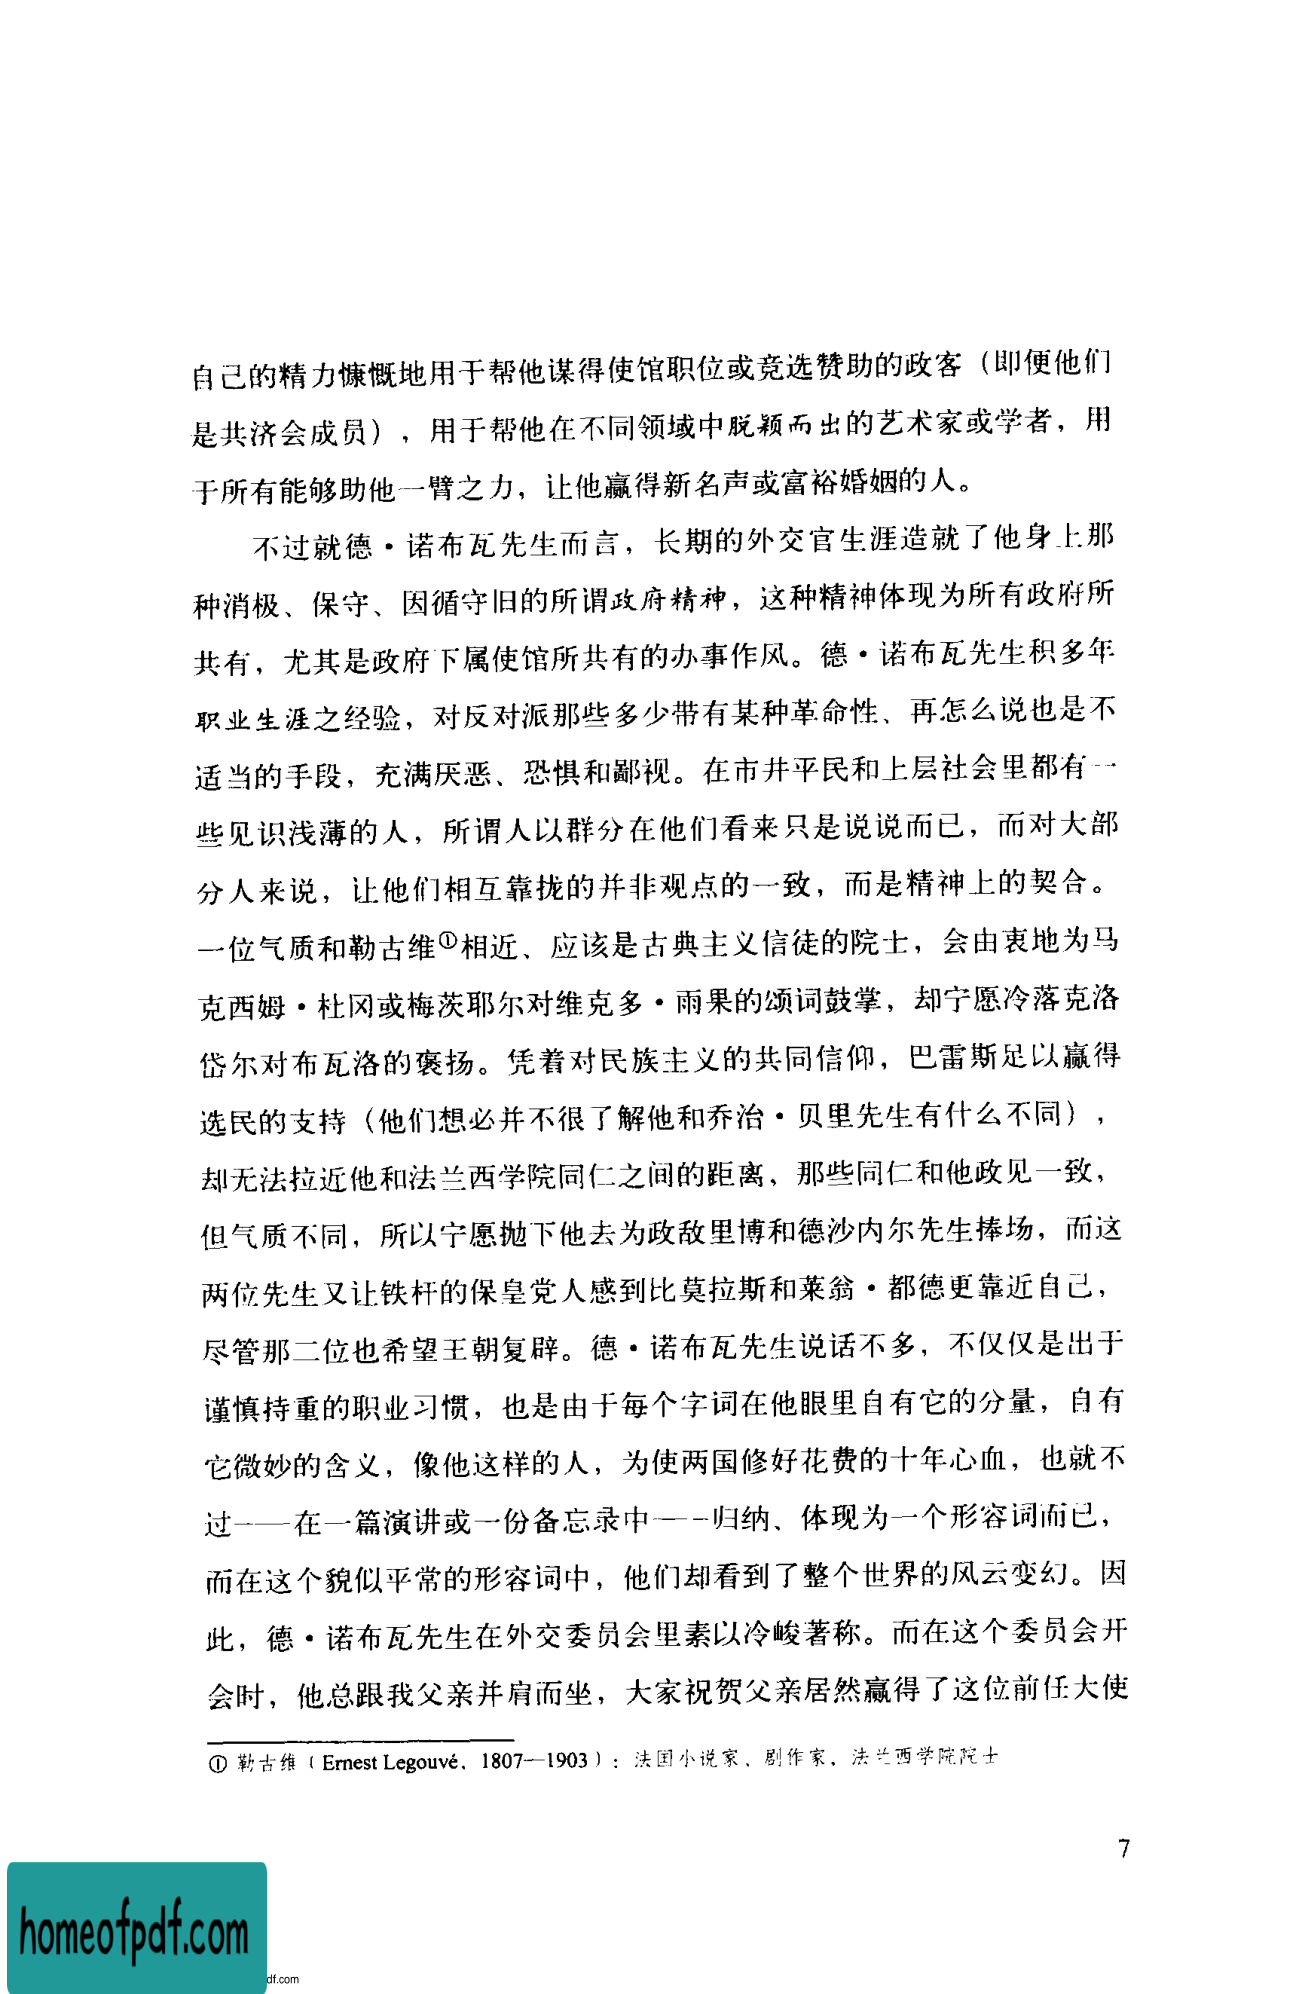 自己的精力慷慨地用于帮他谋得使馆职位或竞选赞助的政客（即便他们
是共济会成员），用于帮他在不同领域中脱颖而出的艺术家或学者，用
于所有能够助他一臂之力，让他赢得新名声或富裕婚姻的人。
不过就德·诺布瓦先生而言，长期的外交官生涯造就了他身上那
种消极、保守、因循守旧的所谓政府精神，这种精神体现为所有政府所
共有，尤其是政府下属使馆所共有的办事作风。德·诺布瓦先生积多年
职业生涯之经验，对反对派那些多少带有某种革命性、再怎么说也是不
适当的手段，充满厌恶、恐惧和鄙视。在市井平民和上层社会里都有一
些见识浅薄的人，所谓人以群分在他们看来只是说说而已，而对大部
分人来说，让他们相互靠拢的并非观点的一致，而是精神上的契合。
一位气质和勒古维①相近、应该是古典主义信徒的院士，会由衷地为马
克西姆·杜冈或梅茨耶尔对维克多·雨果的颂词鼓掌，却宁愿冷落克洛
岱尔对布瓦洛的褒扬。凭着对民族主义的共同信仰，巴雷斯足以赢得
选民的支持（他们想必并不很了解他和乔治·贝里先生有什么不同），
却无法拉近他和法兰西学院同仁之间的距离，那些同仁和他政见一致，
但气质不同，所以宁愿抛下他去为政敌里博和德沙内尔先生捧场，而这
两位先生又让铁杆的保皇党人感到比莫拉斯和莱翁·都德更靠近自己，
尽管那二位也希望王朝复辟。德·诺布瓦先生说话不多，不仅仅是出于
谨慎持重的职业习惯，也是由于每个字词在他眼里自有它的分量，自有
它微妙的含义，像他这样的人，为使两国修好花费的十年心血，也就不
过——在一篇演讲或一份备忘录中——归纳、体现为一个形容词而已，
而在这个貌似平常的形容词中，他们却看到了整个世界的风云变幻。因
此，德·诺布瓦先生在外交委员会里素以冷峻著称。而在这个委员会开
会时，他总跟我父亲并肩而坐，大家祝贺父亲居然赢得了这位前任大使
① 勒古维（Ernest Legouvé，1807—1903）：法国小说家、剧作家，法兰西学院院士
7
homeofpdf.com
df.com